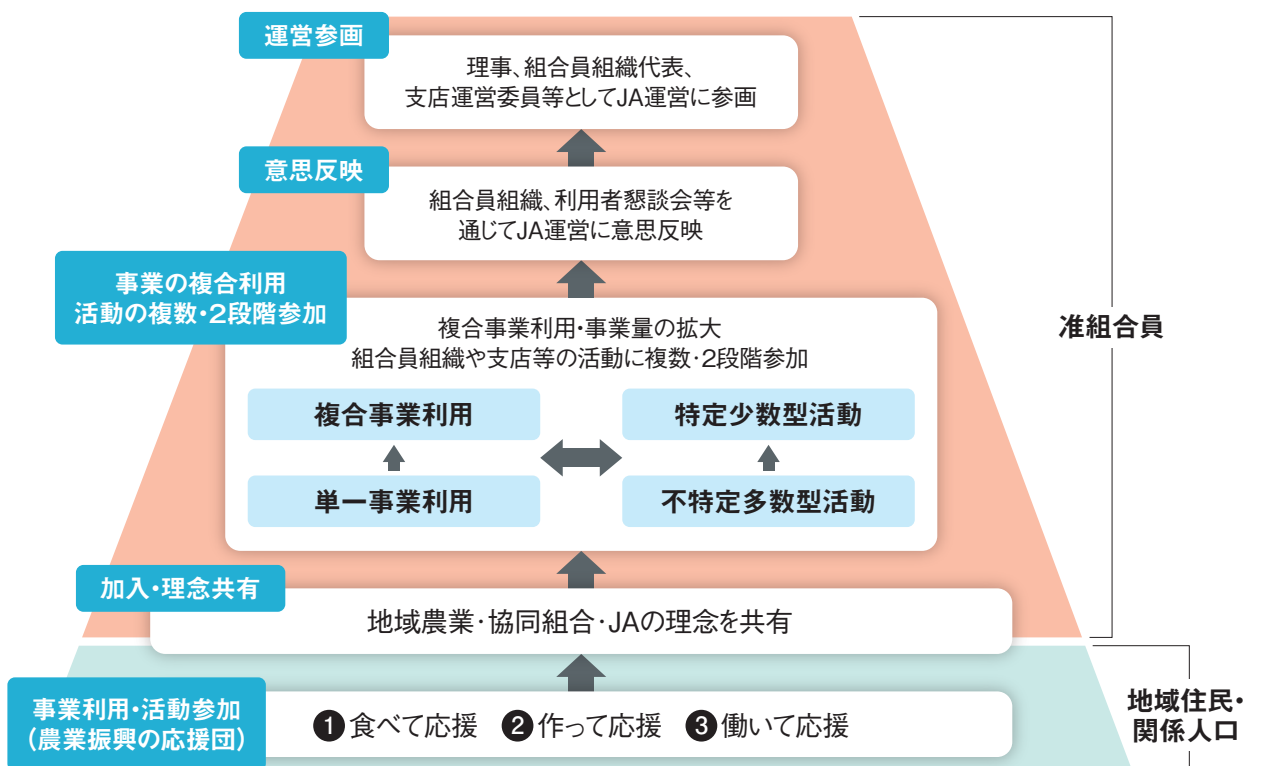 運営参画
理事、組合員組織代表、
支店運営委員等としてJA運営に参画
意思反映
組合員組織、利用者懇談会等を
通じてJA運営に意思反映
事業の複合利用
活動の複数・2段階参加
複合事業利用・事業量の拡大
組合員組織や支店等の活動に複数・2段階参加
複合事業利用
特定少数型活動
単一事業利用
不特定多数型活動
准組合員
加入・理念共有
地域農業・協同組合・JAの理念を共有
事業利用・活動参加
（農業振興の応援団）
❶食べて応援 ❷作って応援 ❸働いて応援
地域住民・
関係人口